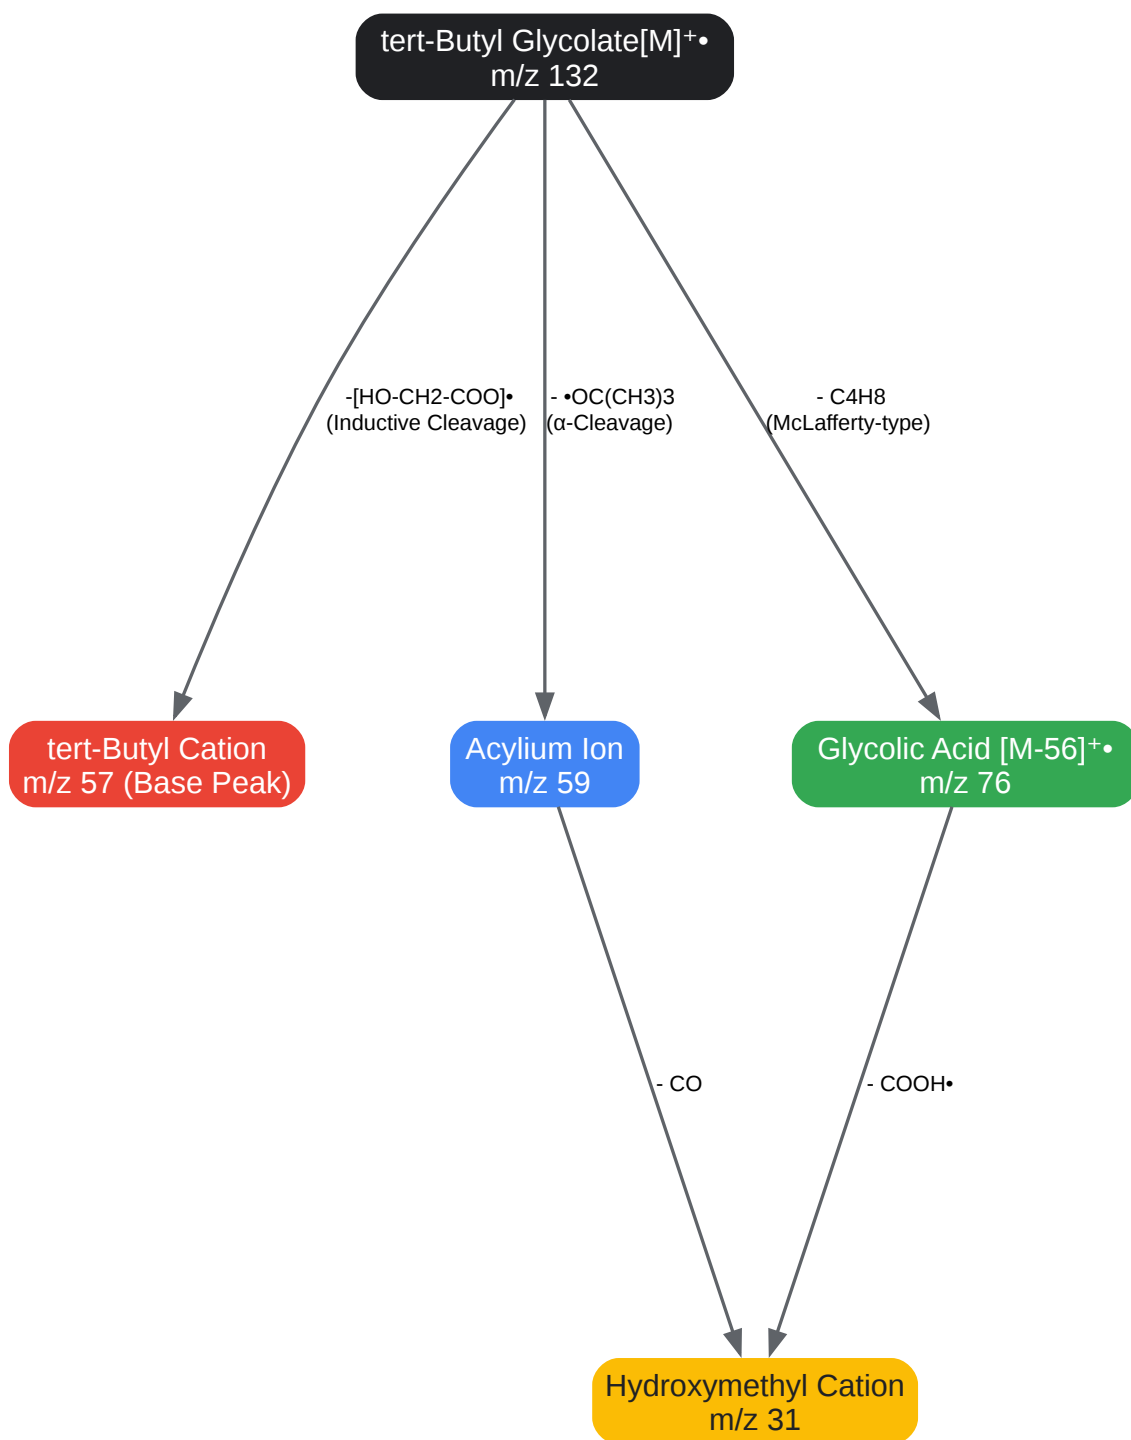 tert-Butyl Glycolate[M]⁺•
m/z 132
-[HO-CH2-COO]•
(Inductive Cleavage)
- •OC(CH3)3
(α-Cleavage)
- C4H8
(McLafferty-type)
tert-Butyl Cation
m/z 57 (Base Peak)
Acylium Ion
m/z 59
Glycolic Acid [M-56]⁺•
m/z 76
- CO
- COOH•
Hydroxymethyl Cation
m/z 31